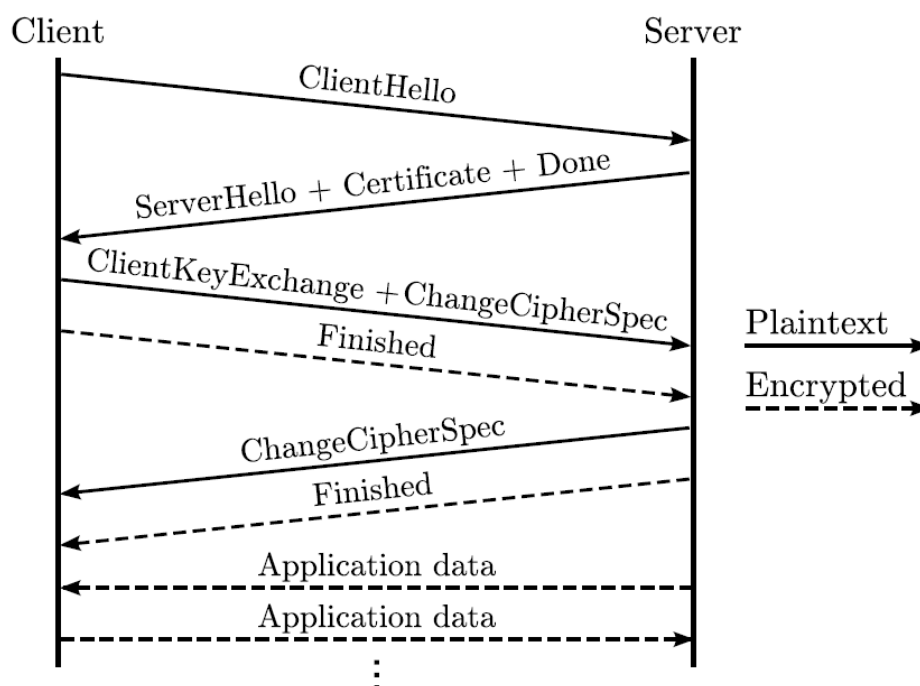 Client
Server
ClientHello
ServerHello + Certificate + Done
ClientKeyExchange +ChangeCipherSpec
Finished
Plaintext
Encrypted
ChangeCipherSpec
Finished
Application data
Application data
⋮